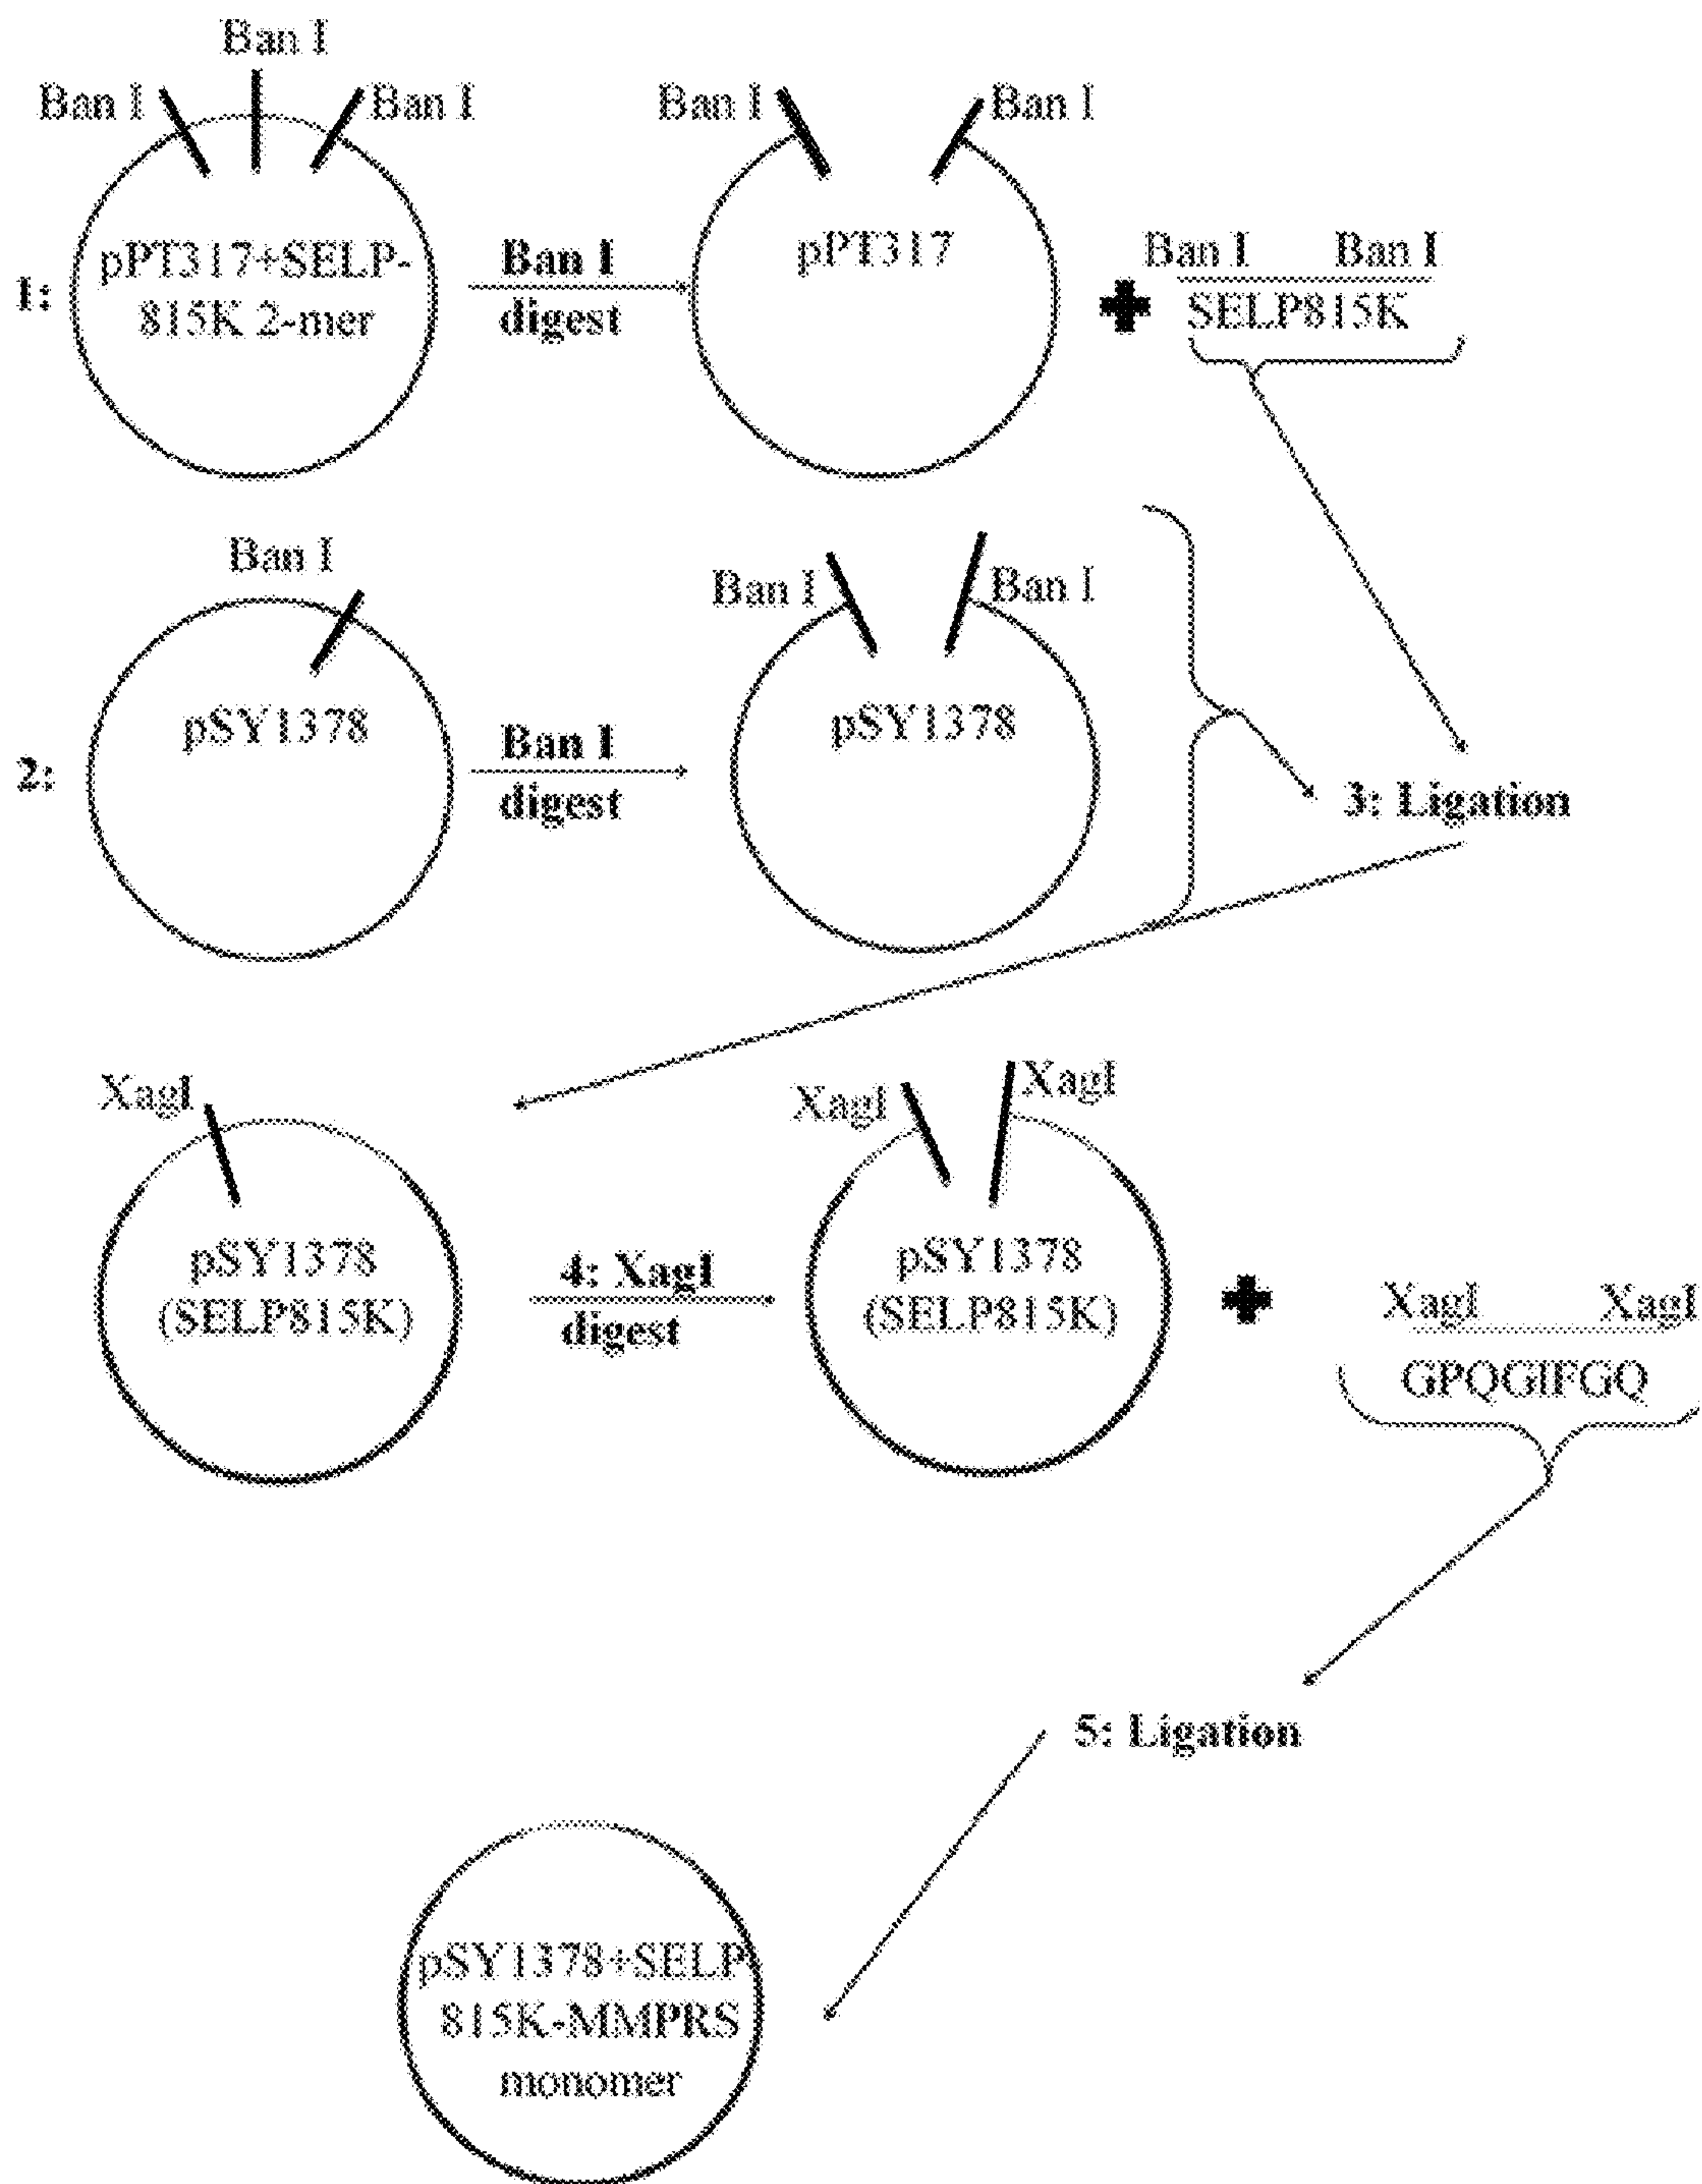 Ban I
Ban I
Ban I
Ban I
Ban I
1:
pPT317+SELP-
815K 2-mer
Ban I
digest
pPT317
Ban I
Ban I
SELP815K
Ban I
Ban I
Ban I
2:
pSY1378
Ban I
digest
pSY1378
3: Ligation
XagI
XagI
XagI
pSY1378
(SELP815K)
4: XagI
digest
pSY1378
(SELP815K)
XagI
XagI
GPQGIFGQ
5: Ligation
pSY1378+SELP
815K-MMPRS
monomer